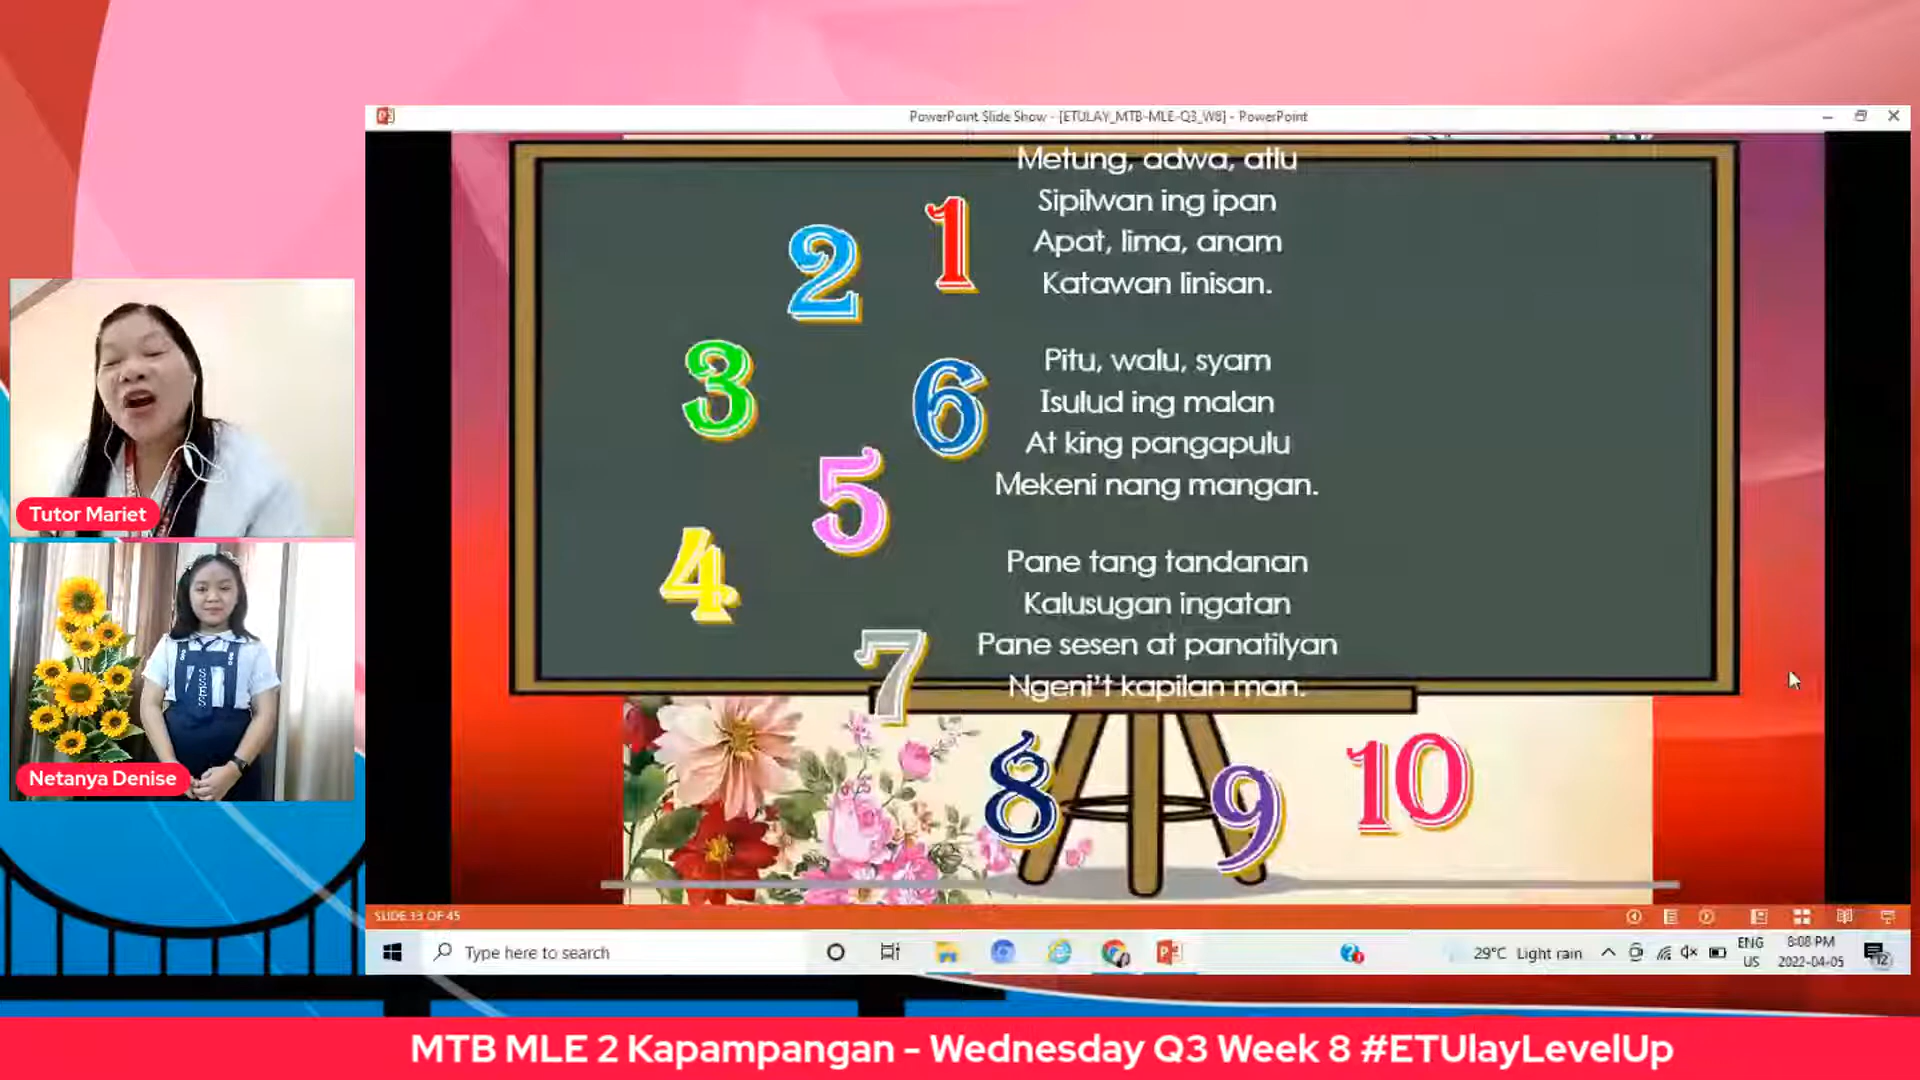 PowerPoint Slide Show - [ETULAY_MTB-MLE-Q3_W8] - PowerPoint
Metung, adwa, atlu
Sipilwan ing ipan
Apat, lima, anam
Katawan linisan.
Pitu, walu, syam
Isulud ing malan
At king pangapulu
Mekeni nang mangan.
Pane tang tandanan
Kalusugan ingatan
Pane sesen at panatilyan
Ngeni't kapilan man.
1
2
3
6
5
4
7
8
9
10
Tutor Mariet
Netanya Denise
SLIDE 33 OF 45
Type here to search
29°C Light rain
ENG
US
8:08 PM
2022-04-05
12
MTB MLE 2 Kapampangan - Wednesday Q3 Week 8 #ETUlayLevelUp